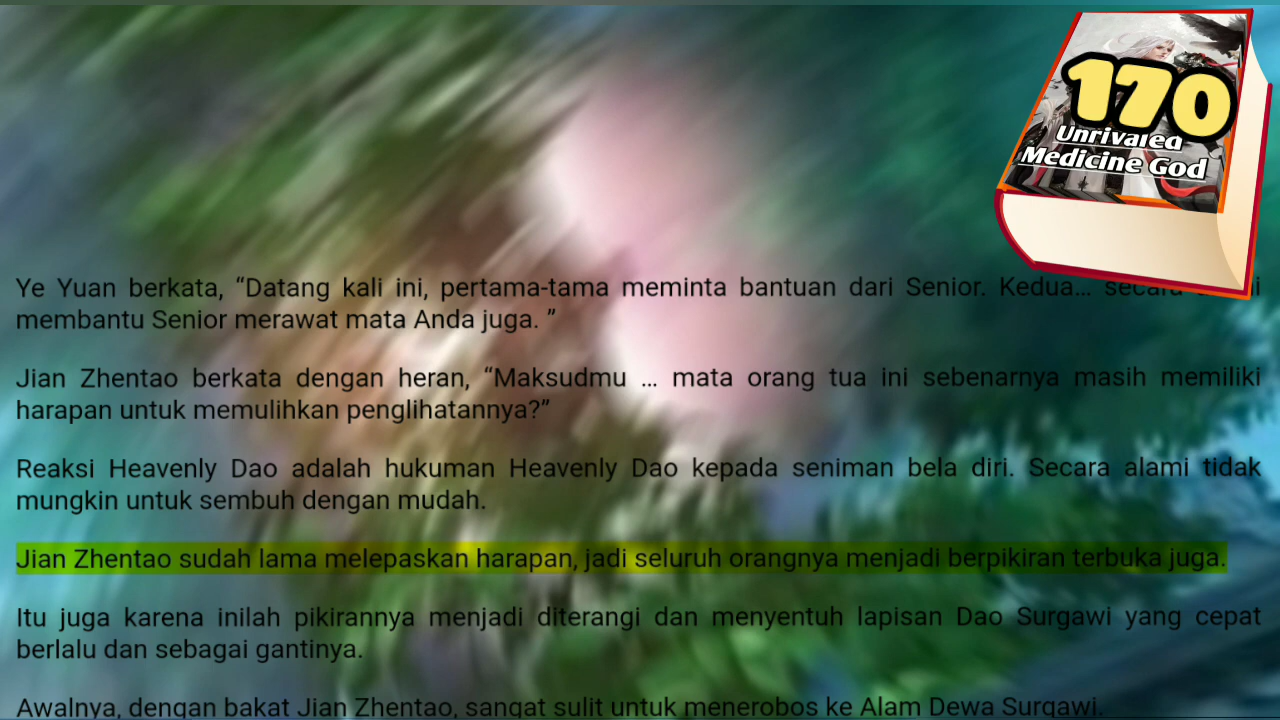 170
Unrivaled
Medicine God
Ye Yuan berkata, “Datang kali ini, pertama-tama meminta bantuan dari Senior. Kedua…
membantu Senior merawat mata Anda juga. ”
Jian Zhentao berkata dengan heran, “Maksudmu … mata orang tua ini sebenarnya masih memiliki
harapan untuk memulihkan penglihatannya?”
Reaksi Heavenly Dao adalah hukuman Heavenly Dao kepada seniman bela diri. Secara alami tidak
mungkin untuk sembuh dengan mudah.
Jian Zhentao sudah lama melepaskan harapan, jadi seluruh orangnya menjadi berpikiran terbuka juga.
Itu juga karena inilah pikirannya menjadi diterangi dan menyentuh lapisan Dao Surgawi yang cepat
berlalu dan sebagai gantinya.
Awalnya, dengan bakat Jian Zhentao, sangat sulit untuk menerobos ke Alam Dewa Surgawi.